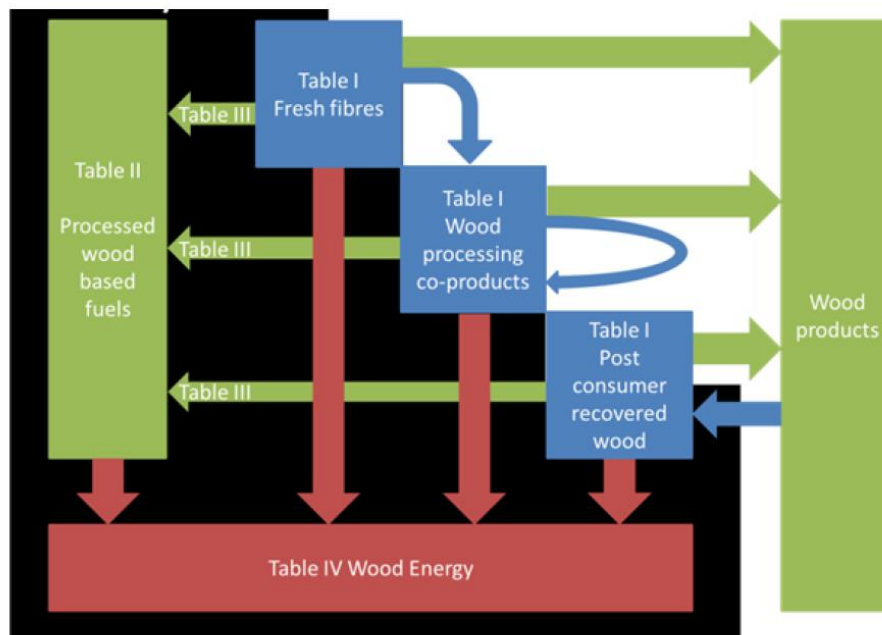 Table I
Fresh fibres
Table III
Table II
Processed
wood
based
fuels
Table I
Wood
processing
co-products
Table III
Wood
products
Table I
Post
consumer
recovered
wood
Table III
Table IV Wood Energy